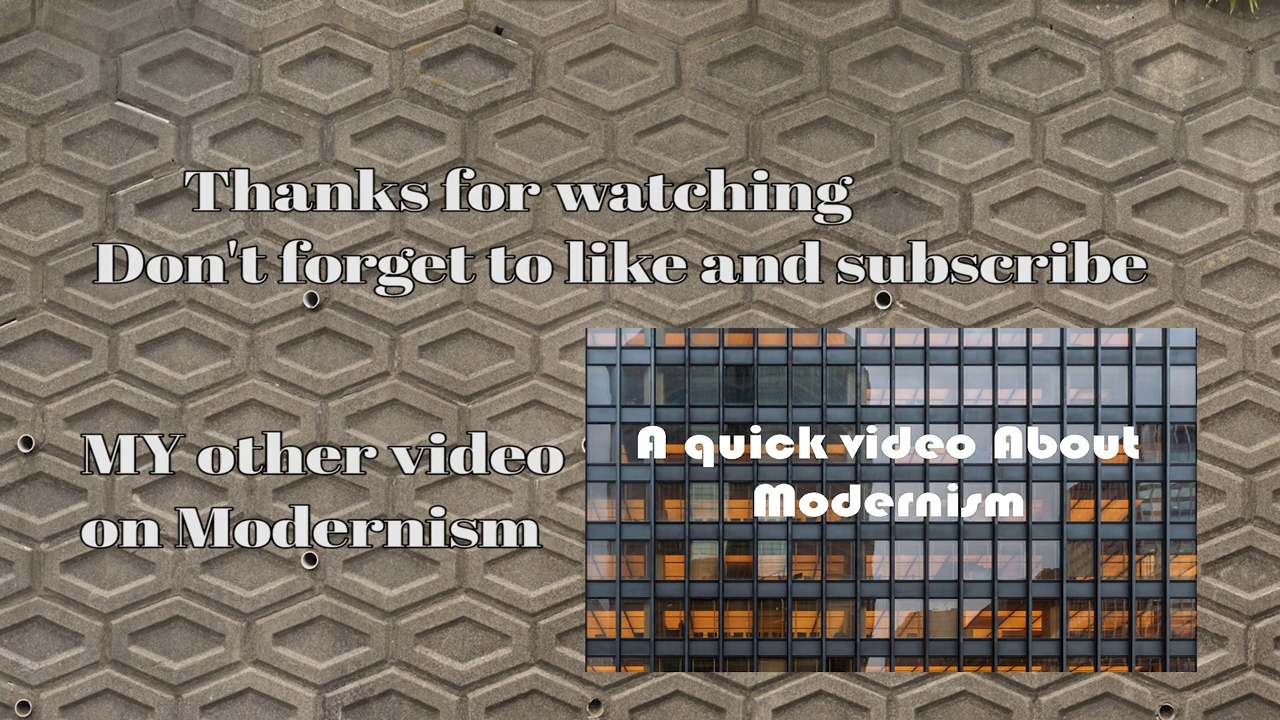 Thanks for watching
Don't forget to like and subscribe
MY other video
on Modernism
A quick video About
Modernism